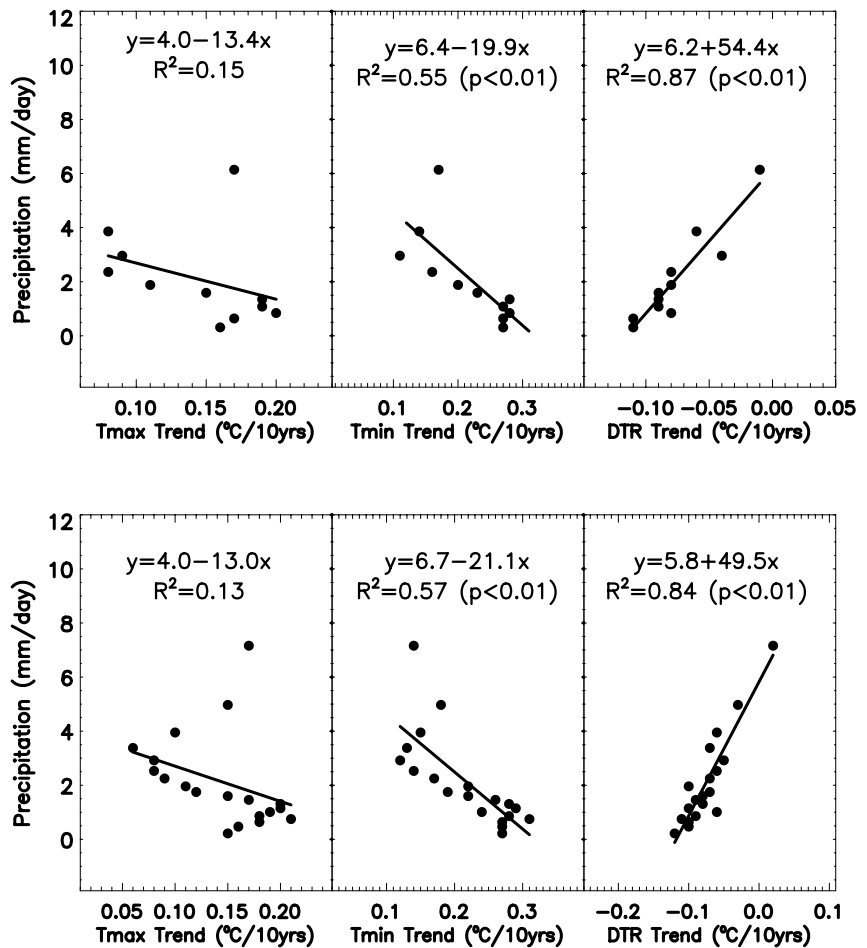 y=4.0−13.4x
R²=0.15
y=6.4−19.9x
R²=0.55 (p<0.01)
y=6.2+54.4x
R²=0.87 (p<0.01)
Precipitation (mm/day)
12
10
8
6
4
2
0
0.10 0.15 0.20
Tmax Trend (°C/10yrs)
0.1 0.2 0.3
Tmin Trend (°C/10yrs)
−0.10 −0.05 0.00 0.05
DTR Trend (°C/10yrs)
y=4.0−13.0x
R²=0.13
y=6.7−21.1x
R²=0.57 (p<0.01)
y=5.8+49.5x
R²=0.84 (p<0.01)
Precipitation (mm/day)
12
10
8
6
4
2
0
0.05 0.10 0.15 0.20
Tmax Trend (°C/10yrs)
0.1 0.2 0.3
Tmin Trend (°C/10yrs)
−0.2 −0.1 0.0 0.1
DTR Trend (°C/10yrs)